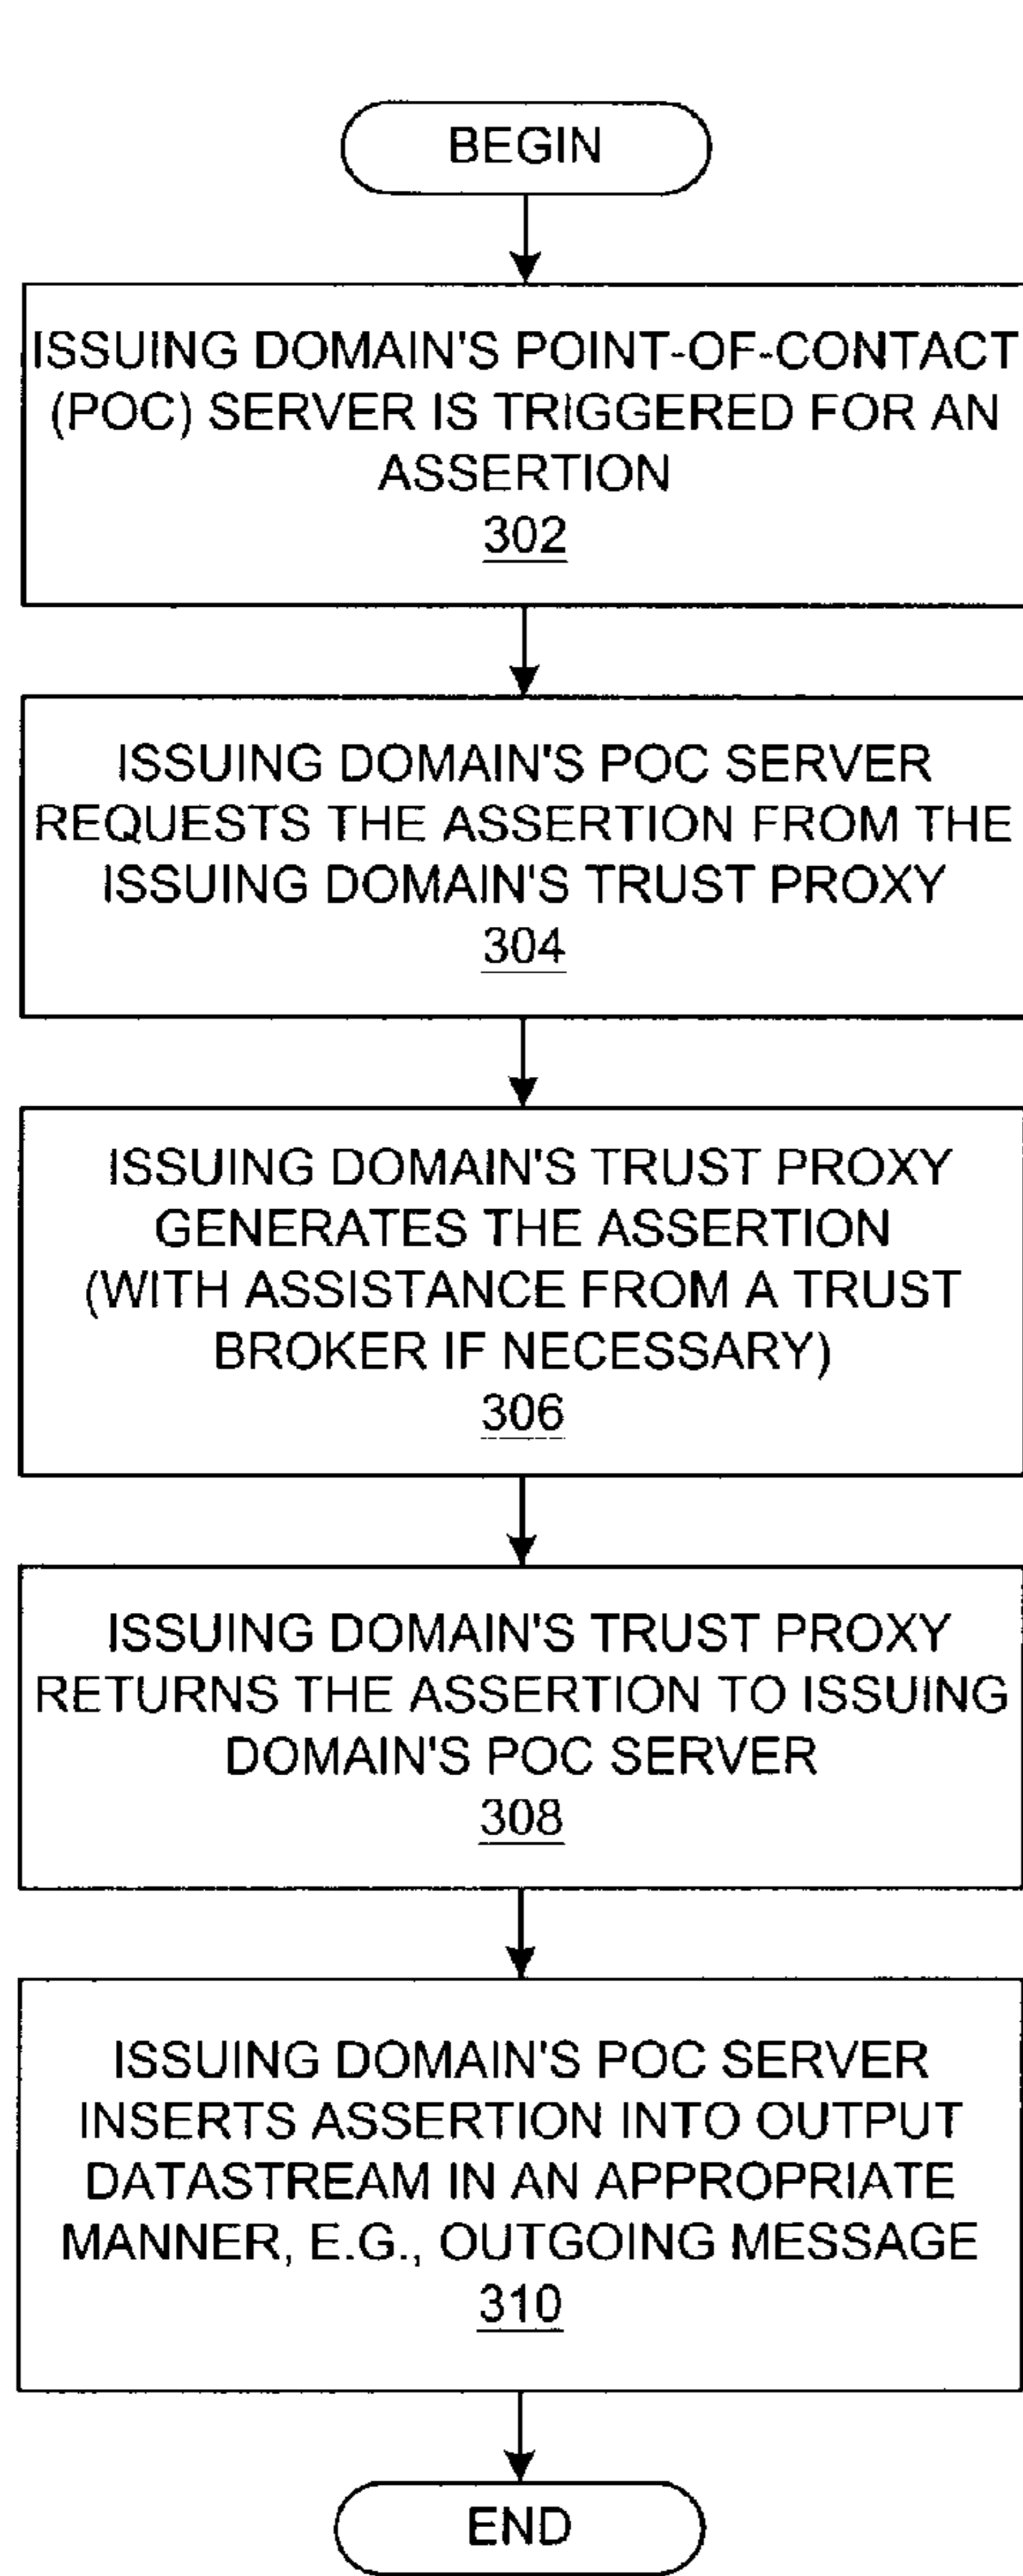 BEGIN
ISSUING DOMAIN'S POINT-OF-CONTACT
(POC) SERVER IS TRIGGERED FOR AN
ASSERTION
302
ISSUING DOMAIN'S POC SERVER
REQUESTS THE ASSERTION FROM THE
ISSUING DOMAIN'S TRUST PROXY
304
ISSUING DOMAIN'S TRUST PROXY
GENERATES THE ASSERTION
(WITH ASSISTANCE FROM A TRUST
BROKER IF NECESSARY)
306
ISSUING DOMAIN'S TRUST PROXY
RETURNS THE ASSERTION TO ISSUING
DOMAIN'S POC SERVER
308
ISSUING DOMAIN'S POC SERVER
INSERTS ASSERTION INTO OUTPUT
DATASTREAM IN AN APPROPRIATE
MANNER, E.G., OUTGOING MESSAGE
310
END